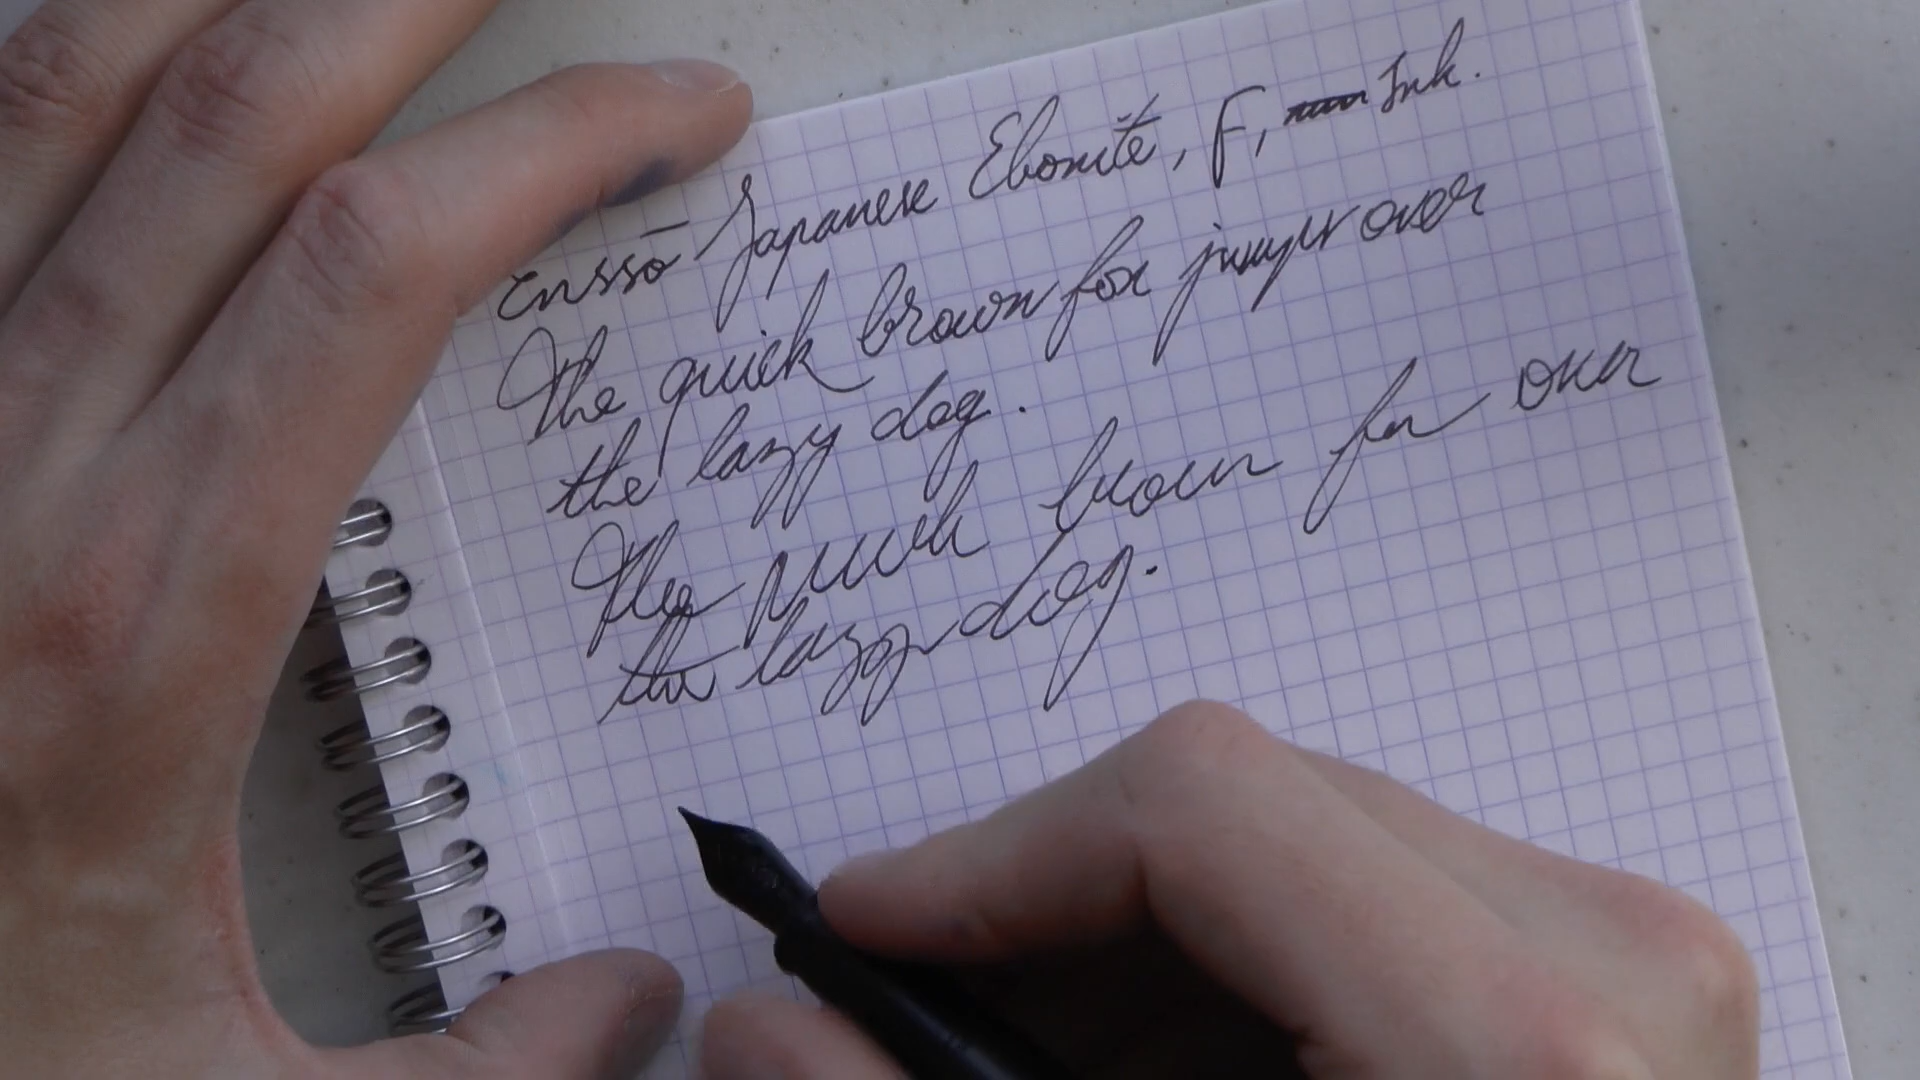 Enssō Japanese Ebonite, F, Ink.
The quick brown fox jumps over
the lazy dog.
The quick brown fox over
the lazy dog.